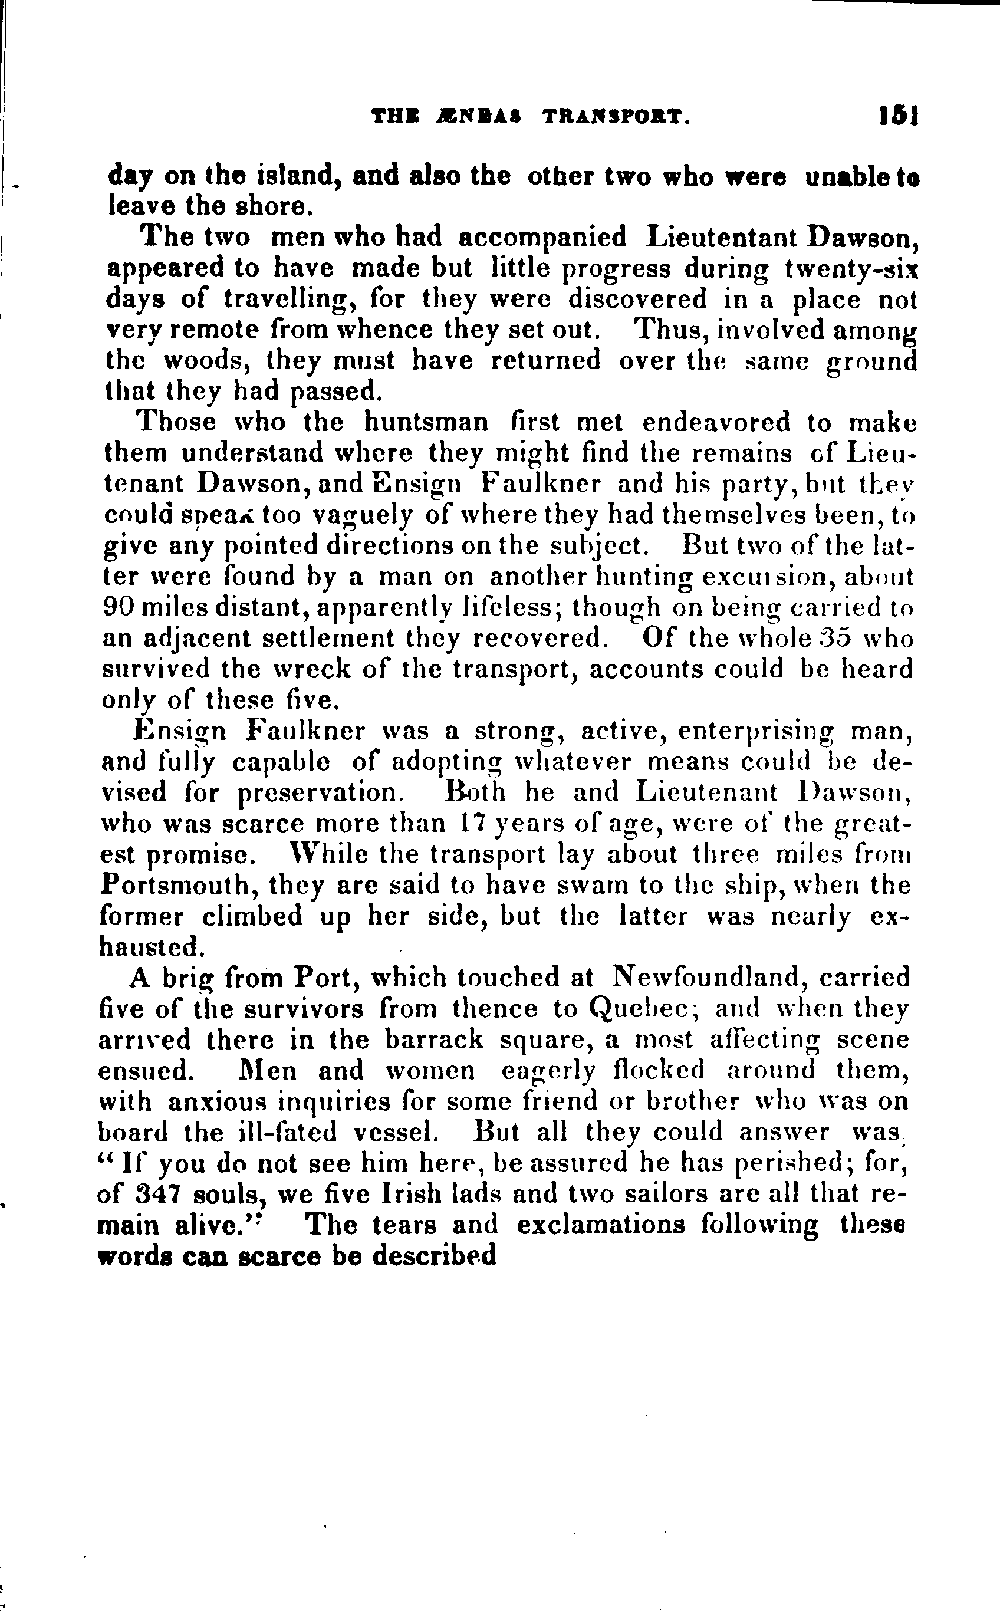 THE ÆNEAS TRANSPORT. 151
day on the island, and also the other two who were unable to
leave the shore.
The two men who had accompanied Lieutentant Dawson,
appeared to have made but little progress during twenty-six
days of travelling, for they were discovered in a place not
very remote from whence they set out. Thus, involved among
the woods, they must have returned over the same ground
that they had passed.
Those who the huntsman first met endeavored to make
them understand where they might find the remains of Lieu-
tenant Dawson, and Ensign Faulkner and his party, but they
could speak too vaguely of where they had themselves been, to
give any pointed directions on the subject. But two of the lat-
ter were found by a man on another hunting excursion, about
90 miles distant, apparently lifeless; though on being carried to
an adjacent settlement they recovered. Of the whole 35 who
survived the wreck of the transport, accounts could be heard
only of these five.
Ensign Faulkner was a strong, active, enterprising man,
and fully capable of adopting whatever means could be de-
vised for preservation. Both he and Lieutenant Dawson,
who was scarce more than 17 years of age, were of the great-
est promise. While the transport lay about three miles from
Portsmouth, they are said to have swam to the ship, when the
former climbed up her side, but the latter was nearly ex-
hausted.
A brig from Port, which touched at Newfoundland, carried
five of the survivors from thence to Quebec; and when they
arrived there in the barrack square, a most affecting scene
ensued. Men and women eagerly flocked around them,
with anxious inquiries for some friend or brother who was on
board the ill-fated vessel. But all they could answer was,
“If you do not see him here, be assured he has perished; for,
of 347 souls, we five Irish lads and two sailors are all that re-
main alive.” The tears and exclamations following these
words can scarce be described